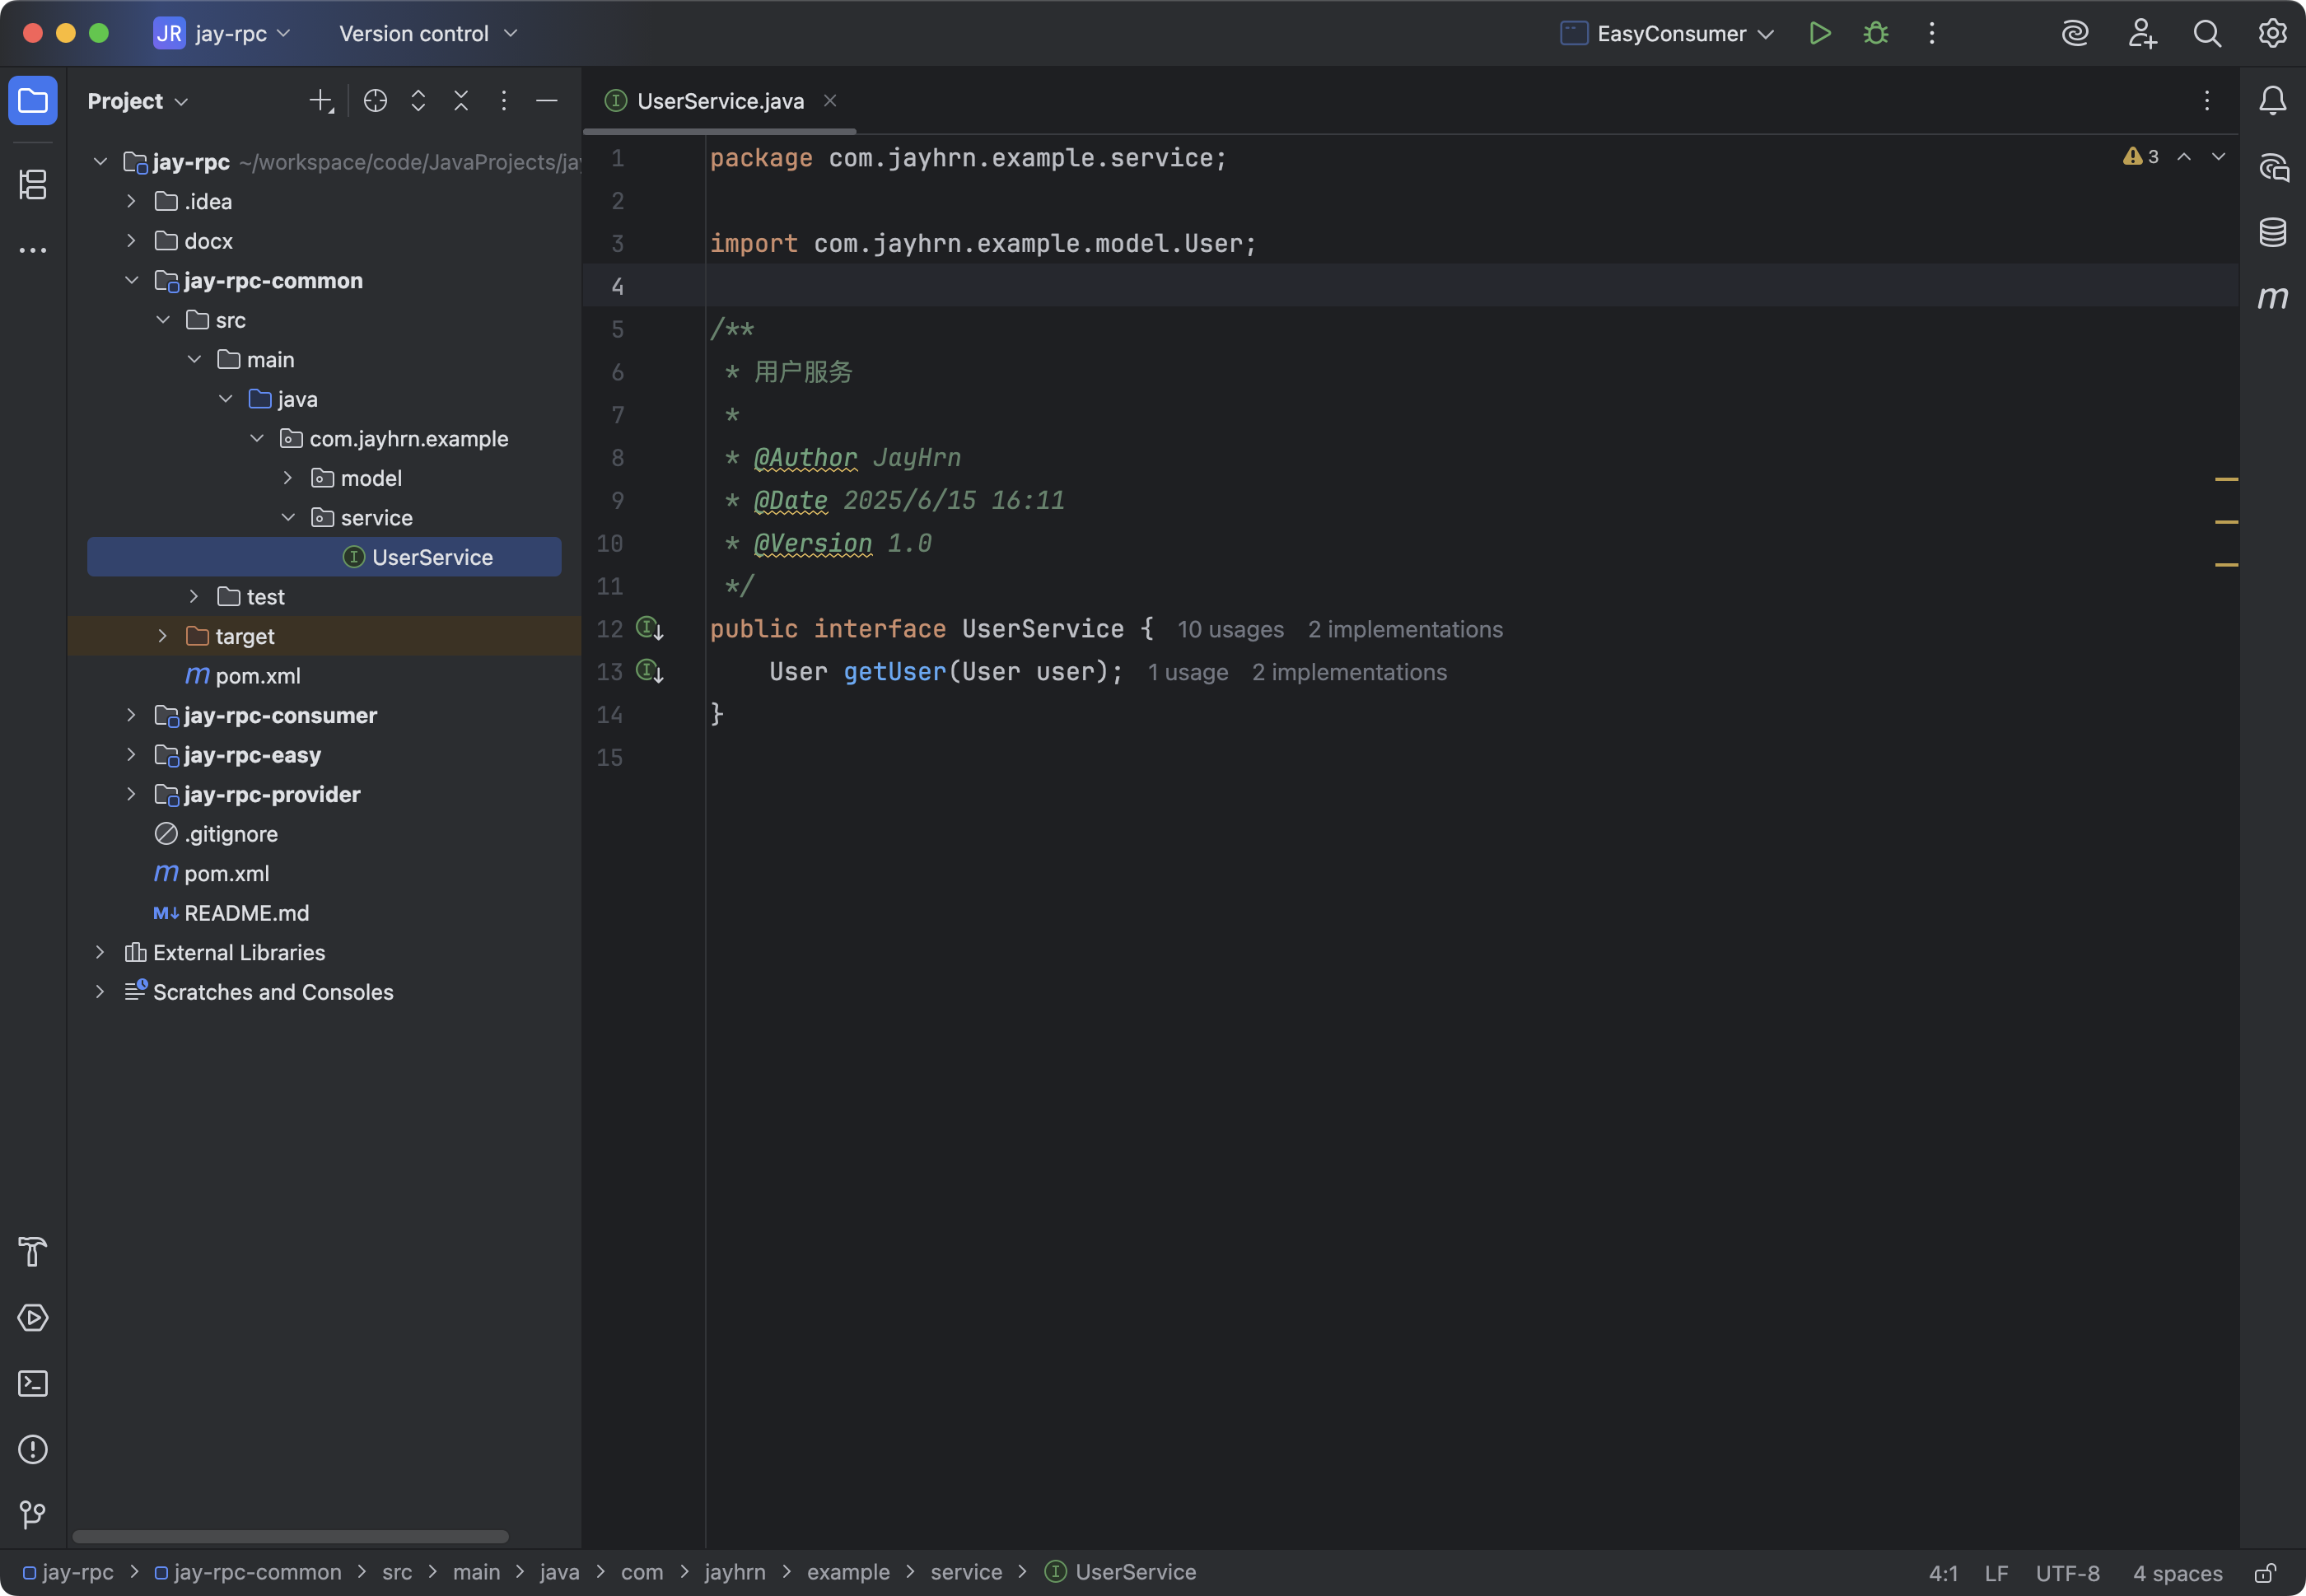 JR jay-rpc Version control EasyConsumer
Project
jay-rpc ~/workspace/code/JavaProjects/jay
.idea
docx
jay-rpc-common
src
main
java
com.jayhrn.example
model
service
UserService
test
target
pom.xml
jay-rpc-consumer
jay-rpc-easy
jay-rpc-provider
.gitignore
pom.xml
README.md
External Libraries
Scratches and Consoles
UserService.java
3
1 package com.jayhrn.example.service;
2
3 import com.jayhrn.example.model.User;
4
5 /**
6 * 用户服务
7 *
8 * @Author JayHrn
9 * @Date 2025/6/15 16:11
10 * @Version 1.0
11 */
12 public interface UserService { 10 usages 2 implementations
13 User getUser(User user); 1 usage 2 implementations
14 }
15
jay-rpc > jay-rpc-common > src > main > java > com > jayhrn > example > service > UserService
4:1 LF UTF-8 4 spaces